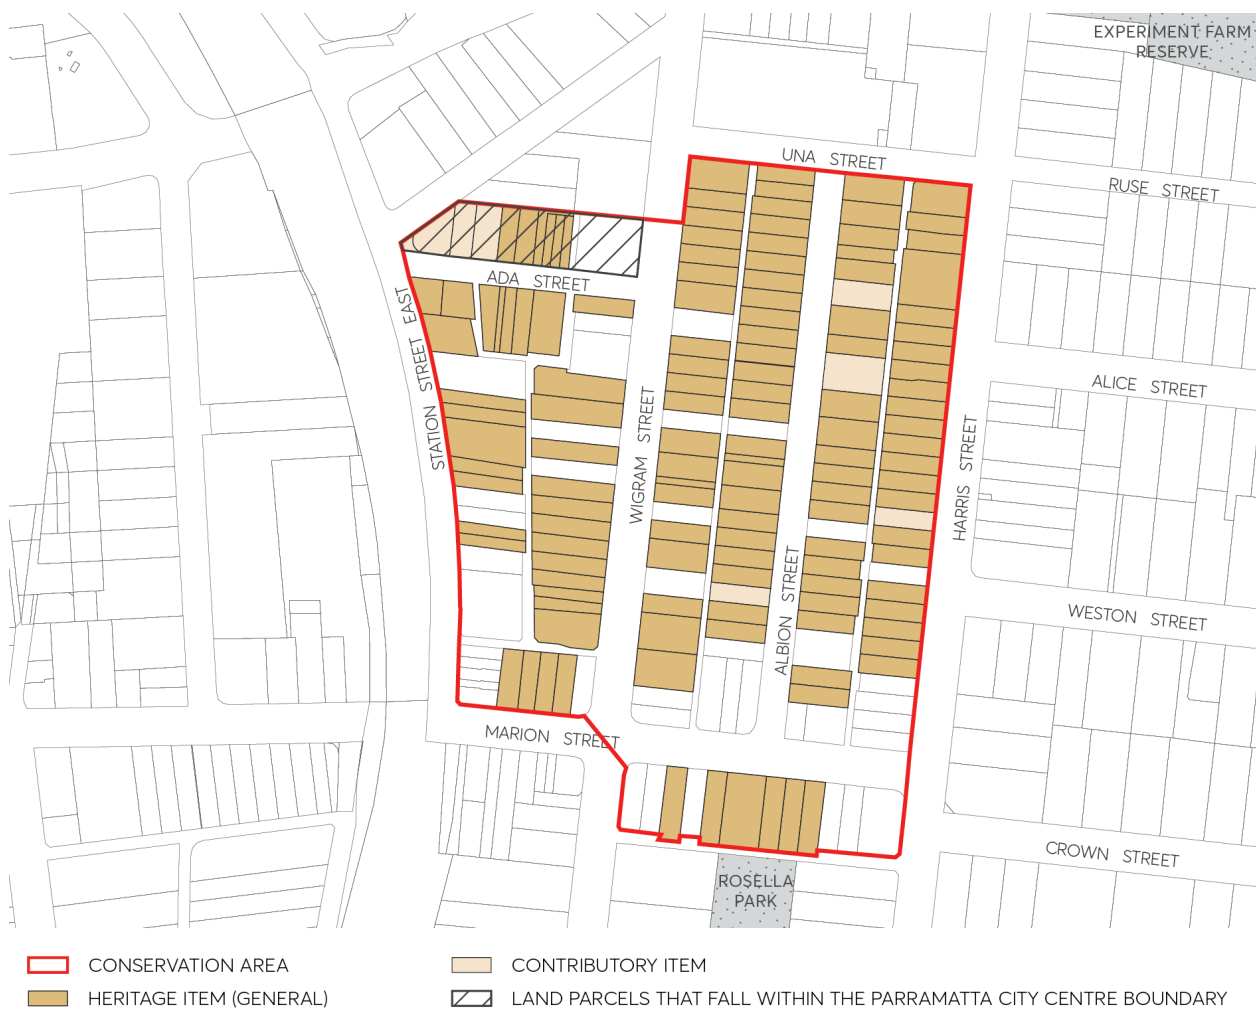 EXPERIMENT FARM
RESERVE
UNA STREET
RUSE STREET
ADA STREET
STATION STREET EAST
WIGRAM STREET
ALICE STREET
HARRIS STREET
ALBION STREET
WESTON STREET
MARION STREET
CROWN STREET
ROSELLA
PARK
CONSERVATION AREA
CONTRIBUTORY ITEM
HERITAGE ITEM (GENERAL)
LAND PARCELS THAT FALL WITHIN THE PARRAMATTA CITY CENTRE BOUNDARY